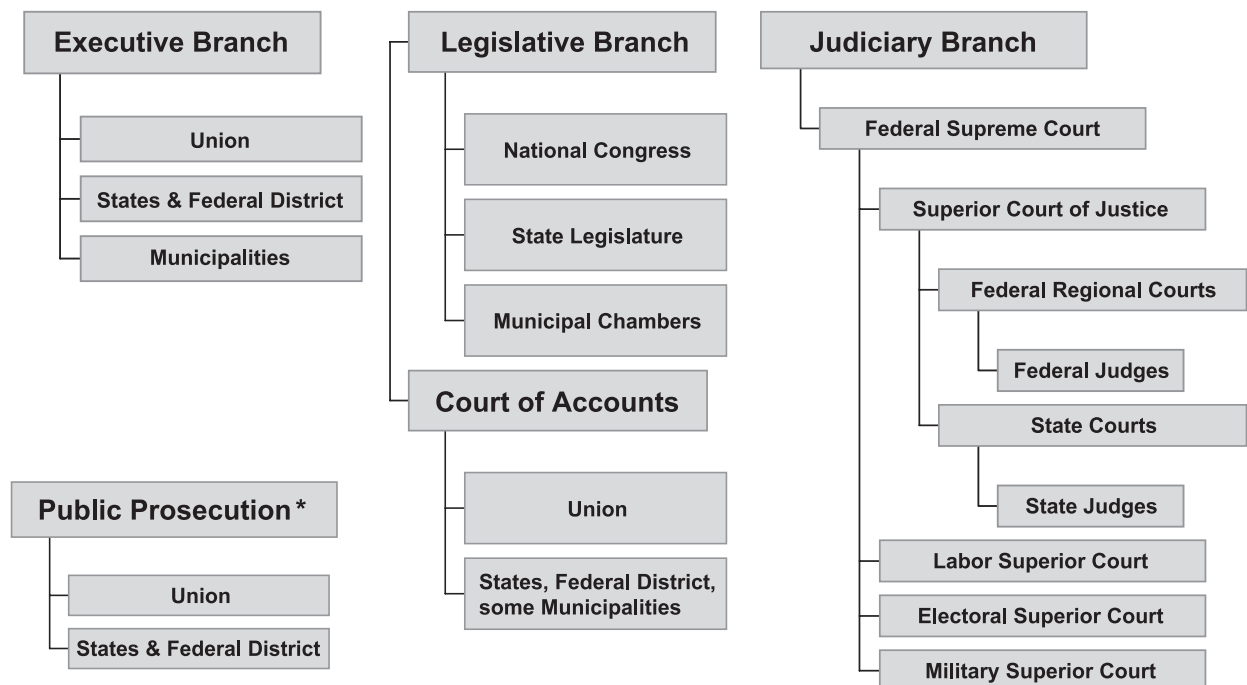 Executive Branch
Union
States & Federal District
Municipalities
Public Prosecution*
Union
States & Federal District
Legislative Branch
National Congress
State Legislature
Municipal Chambers
Court of Accounts
Union
States, Federal District,
some Municipalities
Judiciary Branch
Federal Supreme Court
Superior Court of Justice
Federal Regional Courts
Federal Judges
State Courts
State Judges
Labor Superior Court
Electoral Superior Court
Military Superior Court